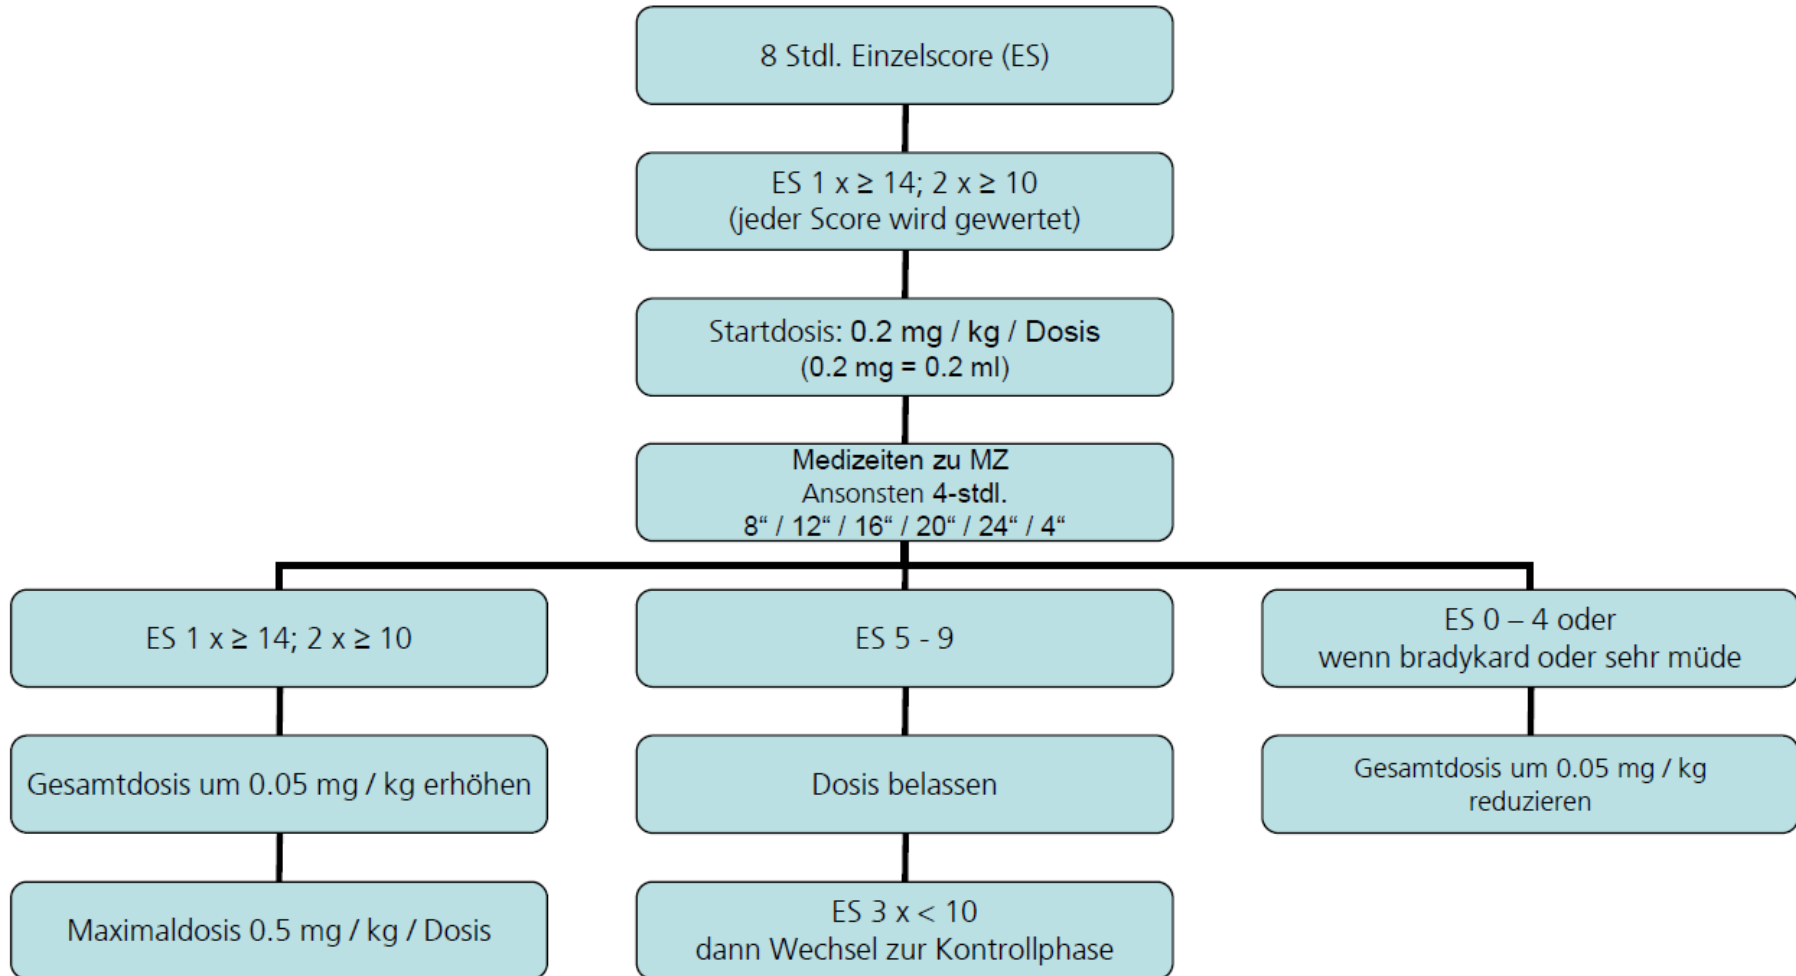 8 Stdl. Einzelscore (ES)
ES 1 x ≥ 14; 2 x ≥ 10
(jeder Score wird gewertet)
Startdosis: 0.2 mg / kg / Dosis
(0.2 mg = 0.2 ml)
Medizeiten zu MZ
Ansonsten 4-stdl.
8“ / 12“ / 16“ / 20“ / 24“ / 4“
ES 1 x ≥ 14; 2 x ≥ 10
Gesamtdosis um 0.05 mg / kg erhöhen
Maximaldosis 0.5 mg / kg / Dosis
ES 5 - 9
Dosis belassen
ES 3 x < 10
dann Wechsel zur Kontrollphase
ES 0 – 4 oder
wenn bradykard oder sehr müde
Gesamtdosis um 0.05 mg / kg
reduzieren